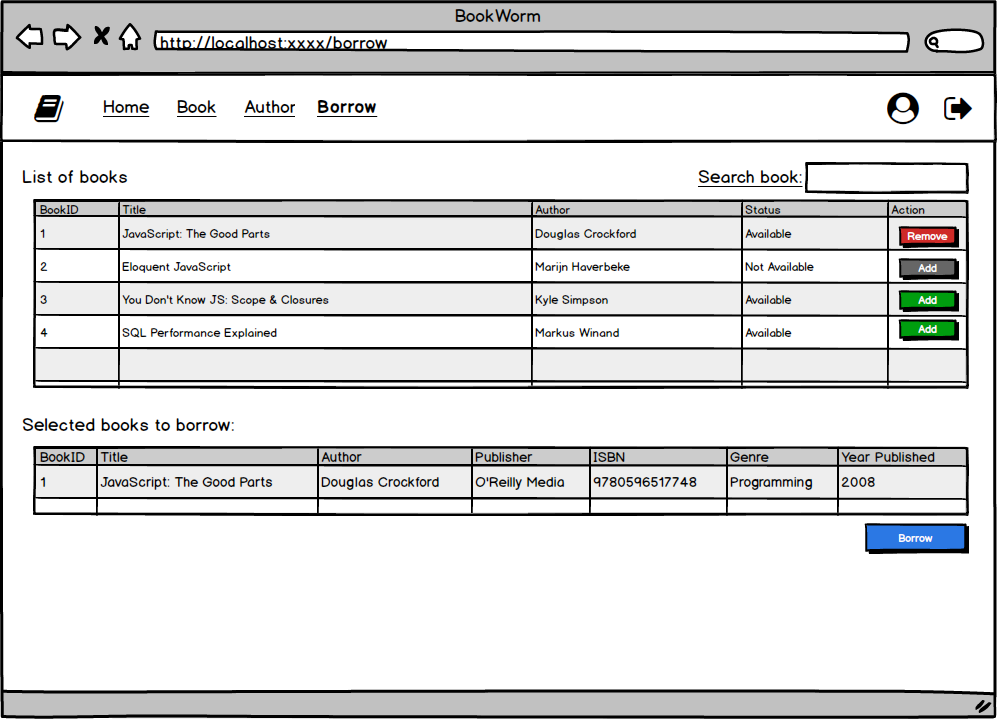 BookWorm
http://localhost:xxxx/borrow
Home Book Author Borrow
List of books Search book:
BookID Title Author Status Action
1 JavaScript: The Good Parts Douglas Crockford Available Remove
2 Eloquent JavaScript Marijn Haverbeke Not Available Add
3 You Don't Know JS: Scope & Closures Kyle Simpson Available Add
4 SQL Performance Explained Markus Winand Available Add
Selected books to borrow:
BookID Title Author Publisher ISBN Genre Year Published
1 JavaScript: The Good Parts Douglas Crockford O'Reilly Media 9780596517748 Programming 2008
Borrow